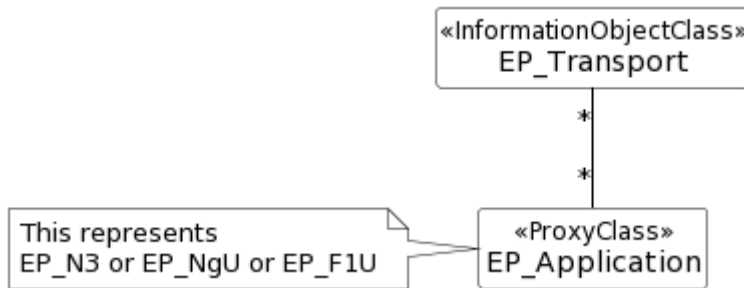 «InformationObjectClass»
EP_Transport
*
*
This represents
EP_N3 or EP_NgU or EP_F1U
«ProxyClass»
EP_Application